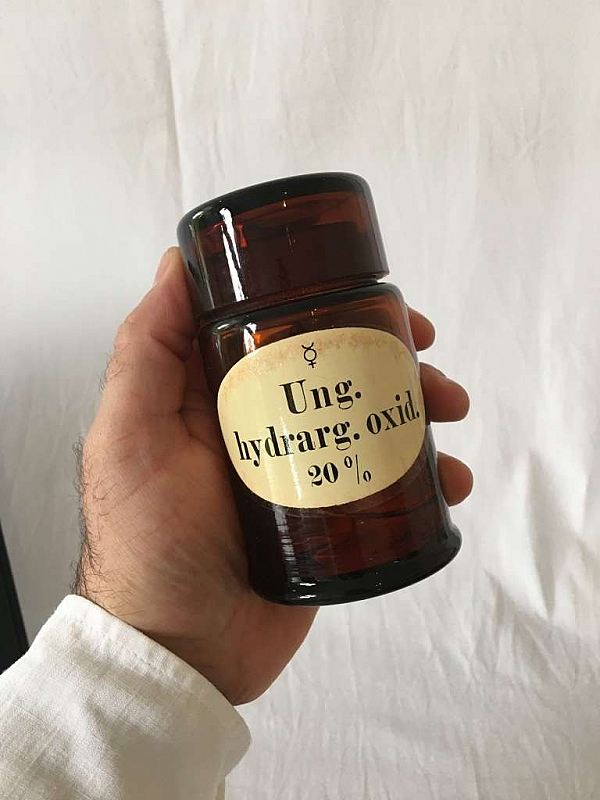 ☿
Ung.
hydrarg. oxid.
20 %